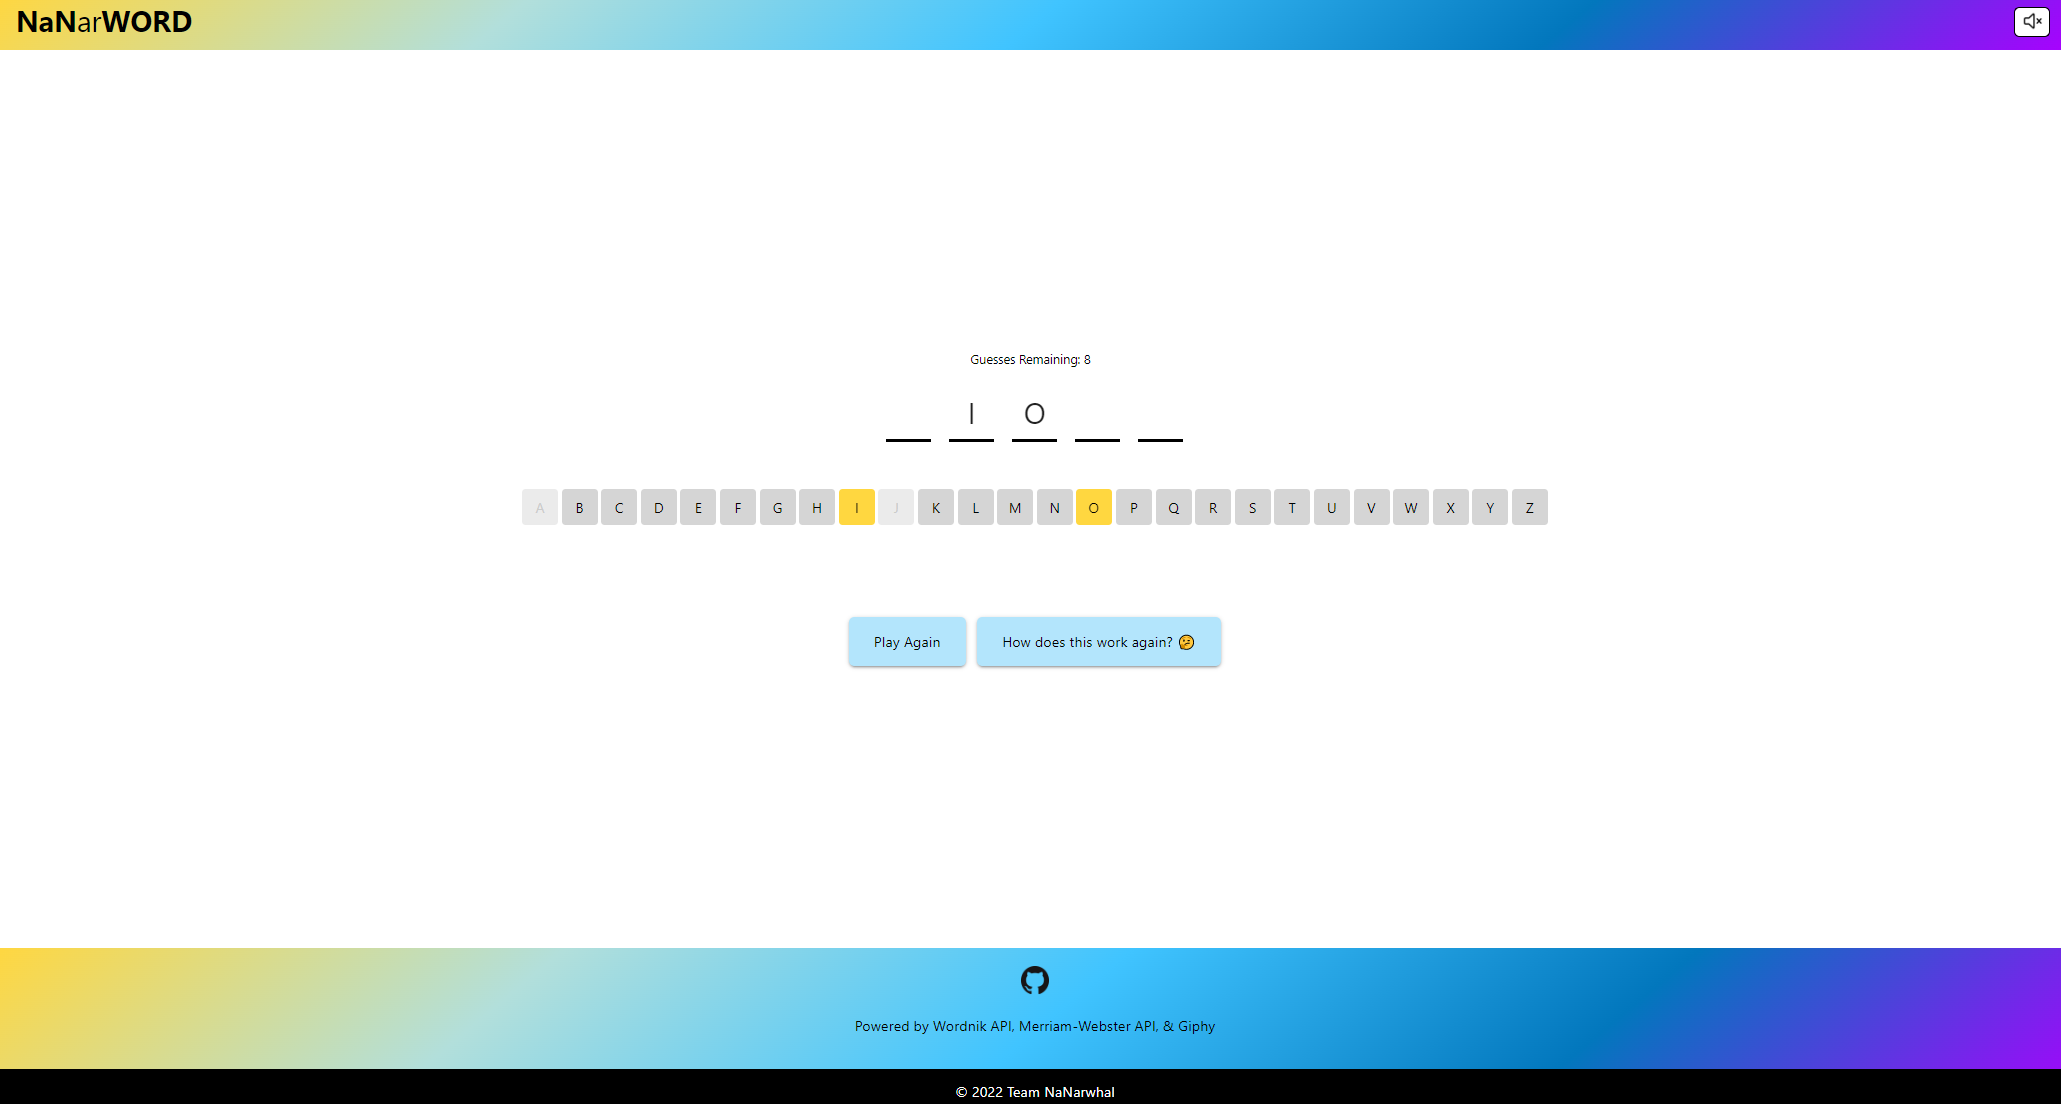 NaNarWORD
Guesses Remaining: 8
I O
A B C D E F G H I J K L M N O P Q R S T U V W X Y Z
Play Again How does this work again? 🤔
Powered by Wordnik API, Merriam-Webster API, & Giphy
© 2022 Team NaNarwhal